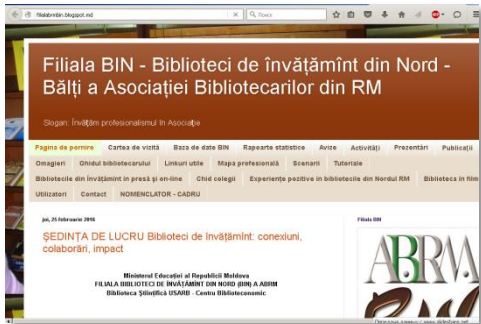 filialabrmbin.blogspot.md
Поиск
Filiala BIN - Biblioteci de învățămînt din Nord -
Bălți a Asociației Bibliotecarilor din RM
Slogan: Învățăm profesionalismul în Asociație
Pagina de pornire Cartea de vizită Baza de date BIN Rapoarte statistice Avize Activități Prezentări Publicații
Omagieri Ghidul bibliotecarului Linkuri utile Mapa profesională Scenarii Tutoriale
Bibliotecile din învățămînt în presă și on-line Ghid colegii Experiențe pozitive în bibliotecile din Nordul RM Biblioteca în film
Utilizatori Contact NOMENCLATOR - CADRU
joi, 25 februarie 2016
Filiala BIN
ȘEDINȚA DE LUCRU Biblioteci de învățămînt: conexiuni,
colaborări, impact
Ministerul Educației al Republicii Moldova
FILIALA BIBLIOTECI DE ÎNVĂȚĂMÎNT DIN NORD (BIN) A ABRM
Biblioteca Științifică USARB - Centru Biblioteconomic
ABRM